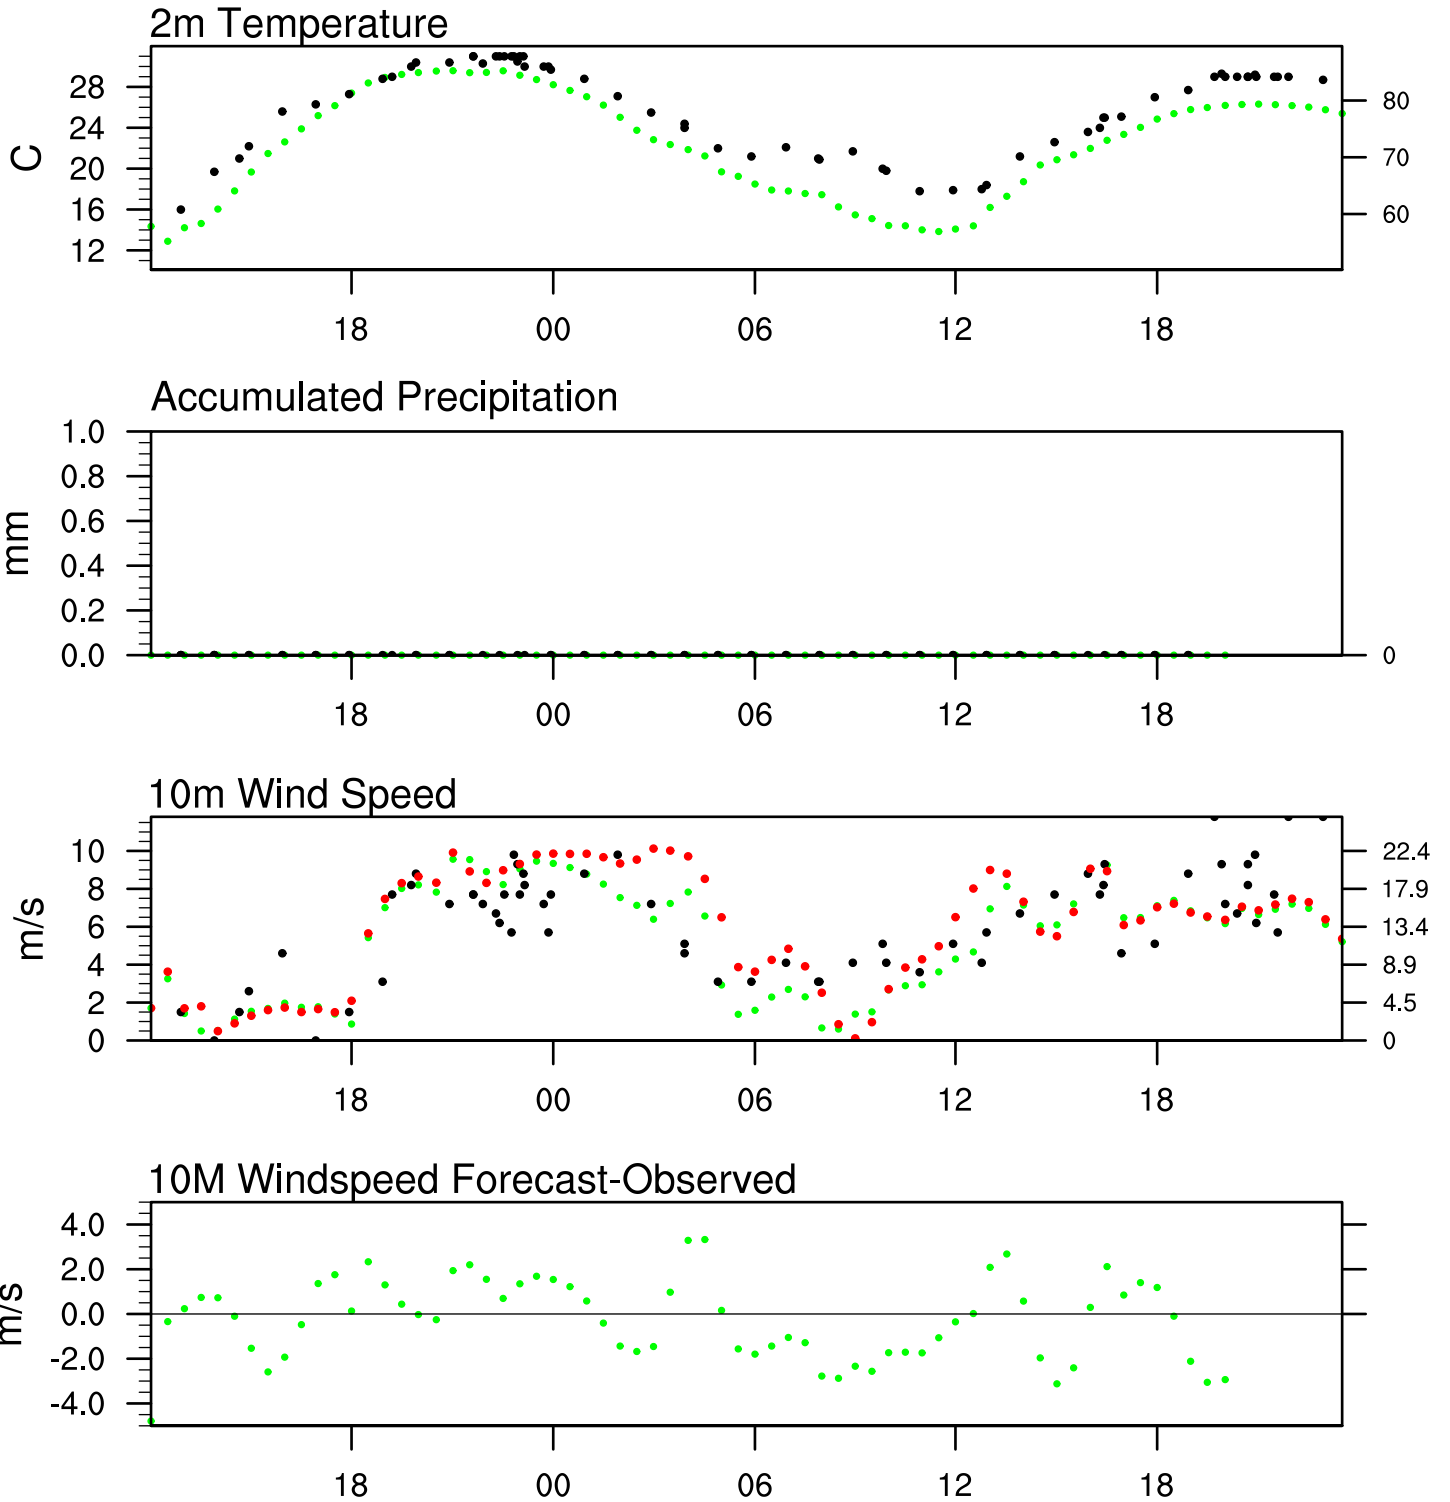 2m Temperature
28
24
20
16
12
C
80
70
60
18 00 06 12 18
Accumulated Precipitation
1.0
0.8
0.6
0.4
0.2
0.0
mm
0
18 00 06 12 18
10m Wind Speed
10
8
6
4
2
0
m/s
22.4
17.9
13.4
8.9
4.5
0
18 00 06 12 18
10M Windspeed Forecast-Observed
4.0
2.0
0.0
-2.0
-4.0
m/s
18 00 06 12 18